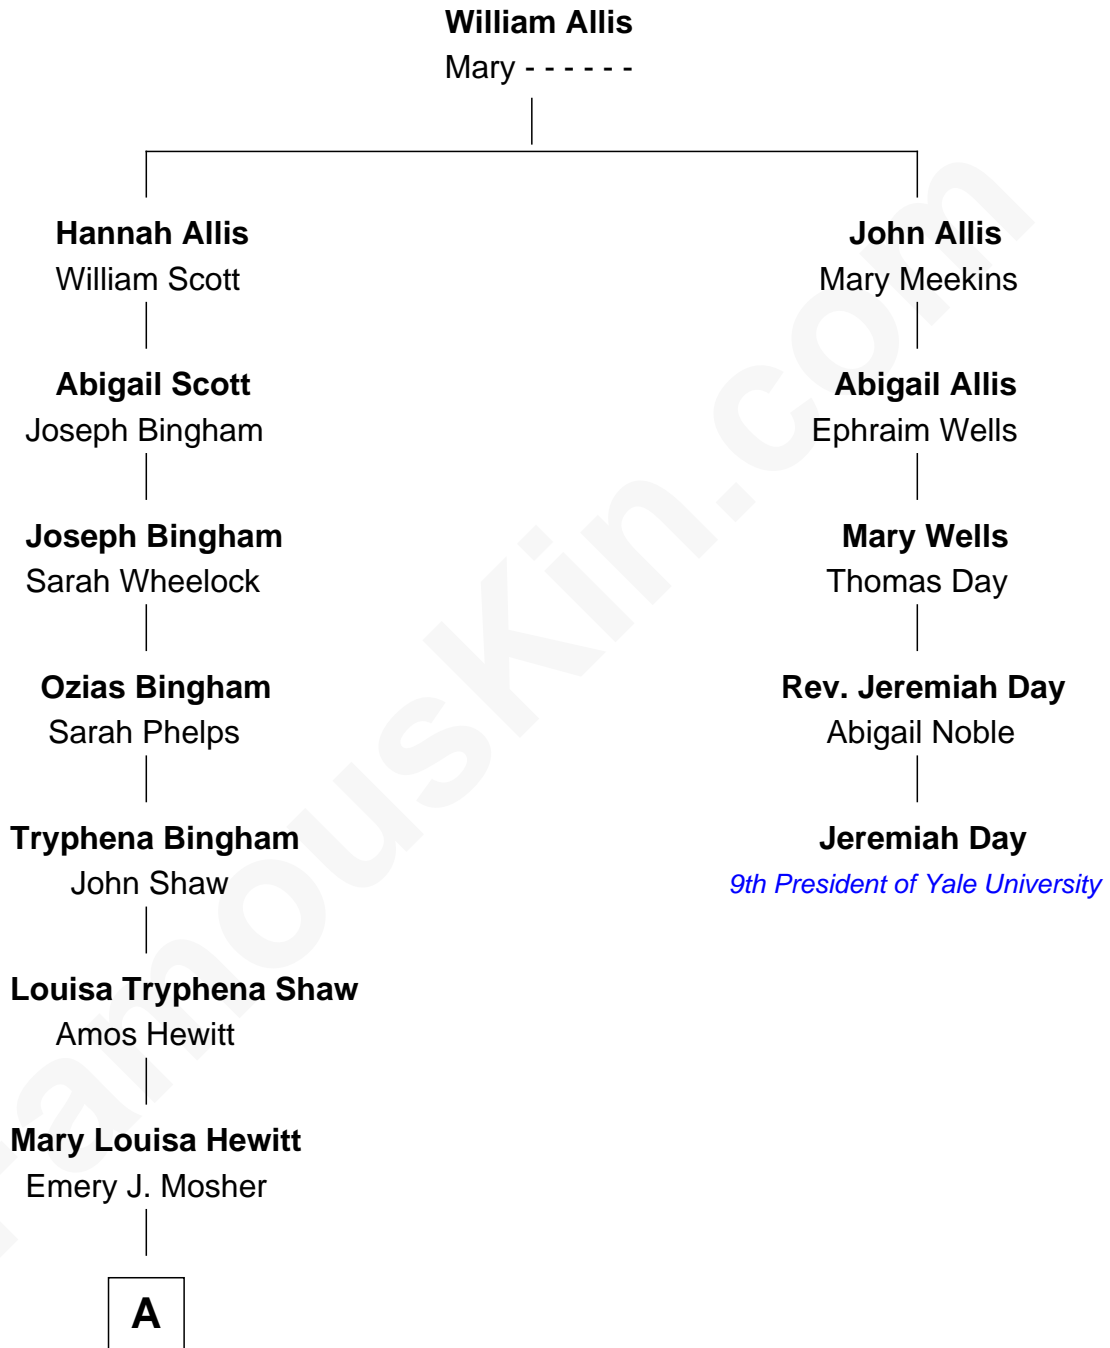 William Allis
Mary - - - - - -
Hannah Allis
William Scott
John Allis
Mary Meekins
Abigail Scott
Joseph Bingham
Abigail Allis
Ephraim Wells
Joseph Bingham
Sarah Wheelock
Mary Wells
Thomas Day
Ozias Bingham
Sarah Phelps
Rev. Jeremiah Day
Abigail Noble
Tryphena Bingham
John Shaw
Jeremiah Day
9th President of Yale University
Louisa Tryphena Shaw
Amos Hewitt
Mary Louisa Hewitt
Emery J. Mosher
A
FamousKin.com